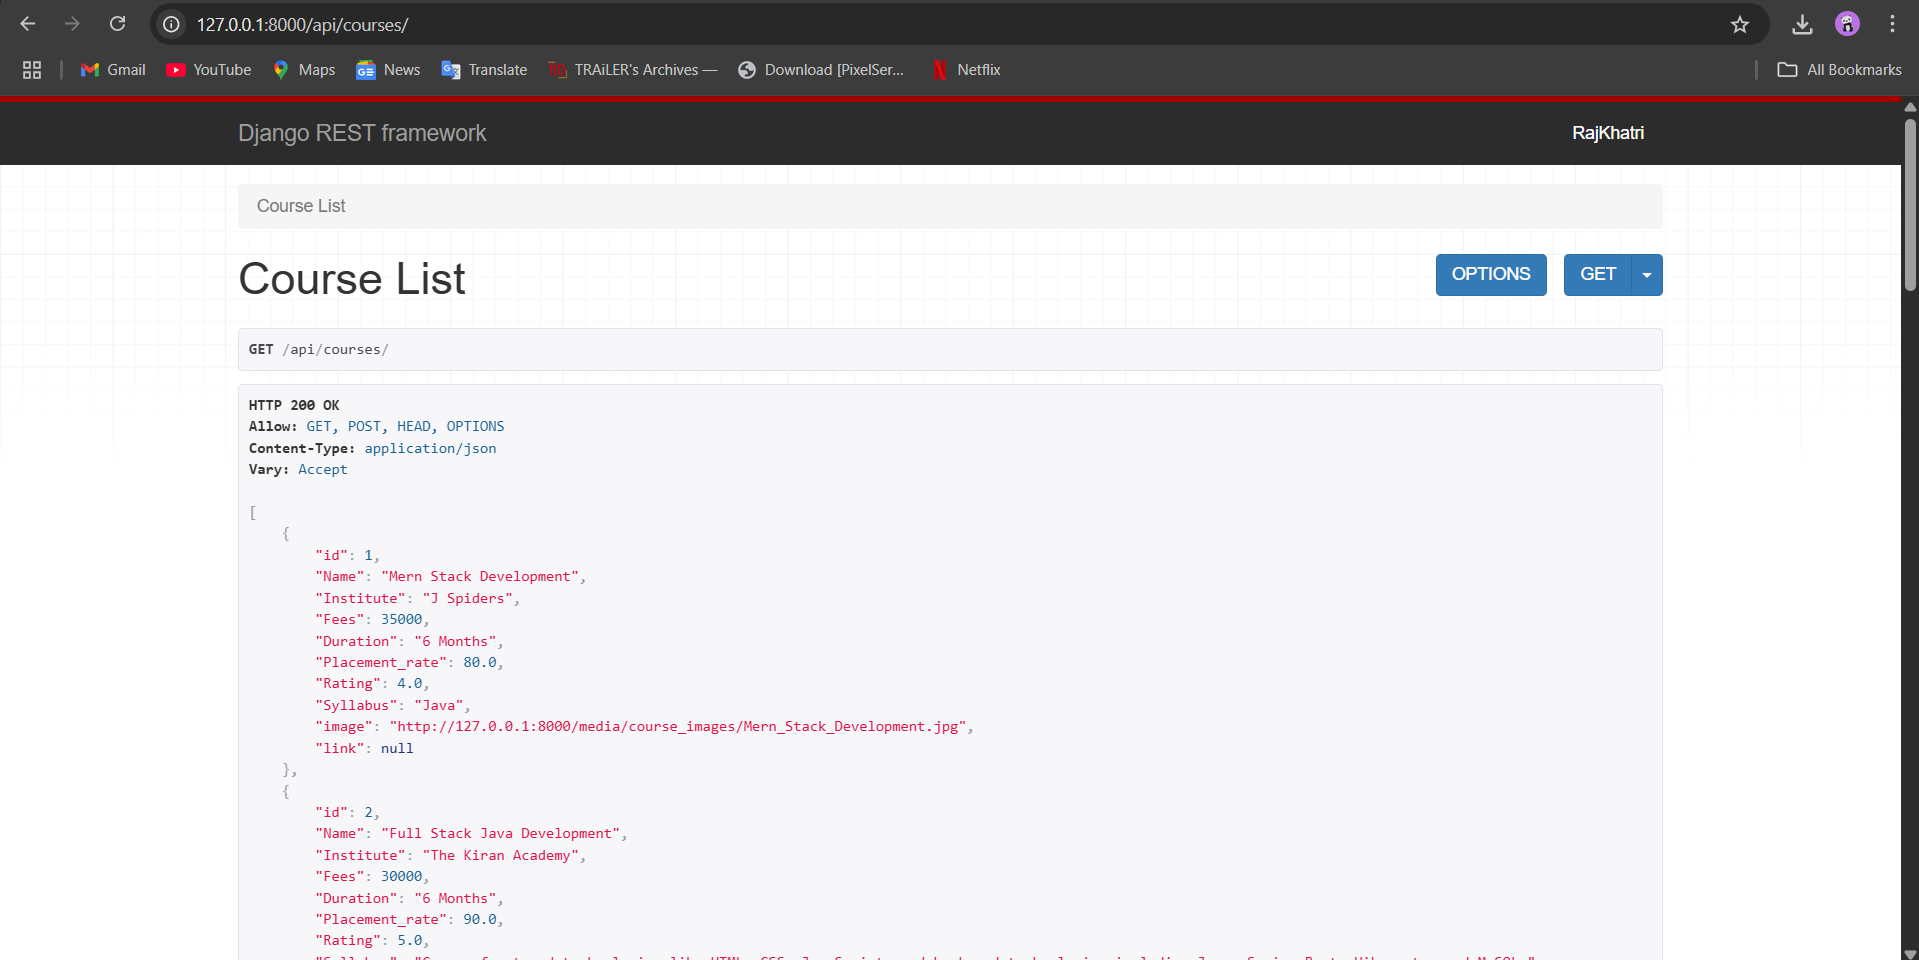 127.0.0.1:8000/api/courses/
Gmail YouTube Maps News Translate TRAiLER's Archives — Download [PixelSer... Netflix All Bookmarks
Django REST framework RajKhatri
Course List
Course List OPTIONS GET
GET /api/courses/
HTTP 200 OK
Allow: GET, POST, HEAD, OPTIONS
Content-Type: application/json
Vary: Accept
[
{
"id": 1,
"Name": "Mern Stack Development",
"Institute": "J Spiders",
"Fees": 35000,
"Duration": "6 Months",
"Placement_rate": 80.0,
"Rating": 4.0,
"Syllabus": "Java",
"image": "http://127.0.0.1:8000/media/course_images/Mern_Stack_Development.jpg",
"link": null
},
{
"id": 2,
"Name": "Full Stack Java Development",
"Institute": "The Kiran Academy",
"Fees": 30000,
"Duration": "6 Months",
"Placement_rate": 90.0,
"Rating": 5.0,